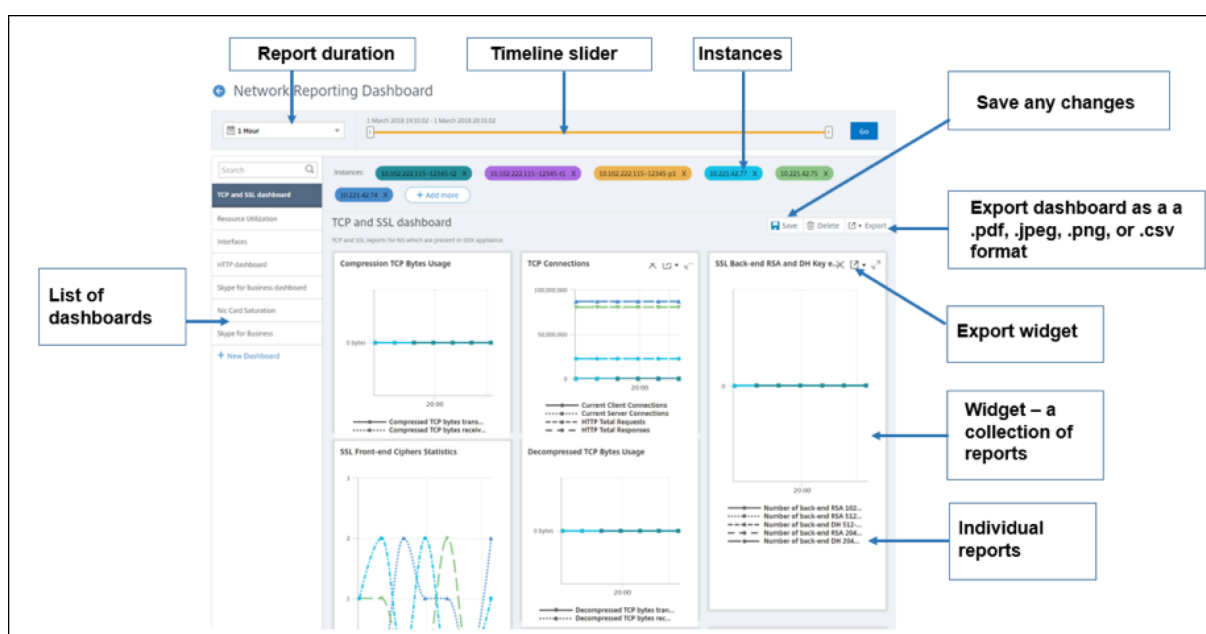 Report duration
Timeline slider
Instances
Save any changes
Network Reporting Dashboard
1 Hour
1 March 2018 19:31:02 - 1 March 2018 20:31:02
Go
Search
Instances:
10.102.222.115-12345-t2 X
10.102.222.115-12345-t1 X
10.102.222.115-12345-p1 X
10.221.42.77 X
10.221.42.75 X
10.221.42.74 X
+ Add more
TCP and SSL dashboard
Resource Utilization
Interfaces
HTTP dashboard
Skype for business dashboard
Nic Card Saturation
Skype for Business
+ New Dashboard
List of
dashboards
TCP and SSL dashboard
TCP and SSL reports for NS which are present in SDX appliance.
Save
Delete
Export
Export dashboard as a a
.pdf, .jpeg, .png, or .csv
format
Compression TCP Bytes Usage
0 bytes
20:00
Compressed TCP bytes trans...
Compressed TCP bytes receiv...
TCP Connections
100,000,000
50,000,000
0
20:00
Current Client Connections
Current Server Connections
HTTP Total Requests
HTTP Total Responses
SSL Back-end RSA and DH Key e...
0
20:00
Number of back-end RSA 102...
Number of back-end RSA 512...
Number of back-end DH 512-...
Number of back-end RSA 204...
Number of back-end DH 204...
Export widget
Widget – a
collection of
reports
Individual
reports
SSL Front-end Ciphers Statistics
3
2
1
Decompressed TCP Bytes Usage
0 bytes
20:00
Decompressed TCP bytes tran...
Decompressed TCP bytes rec...